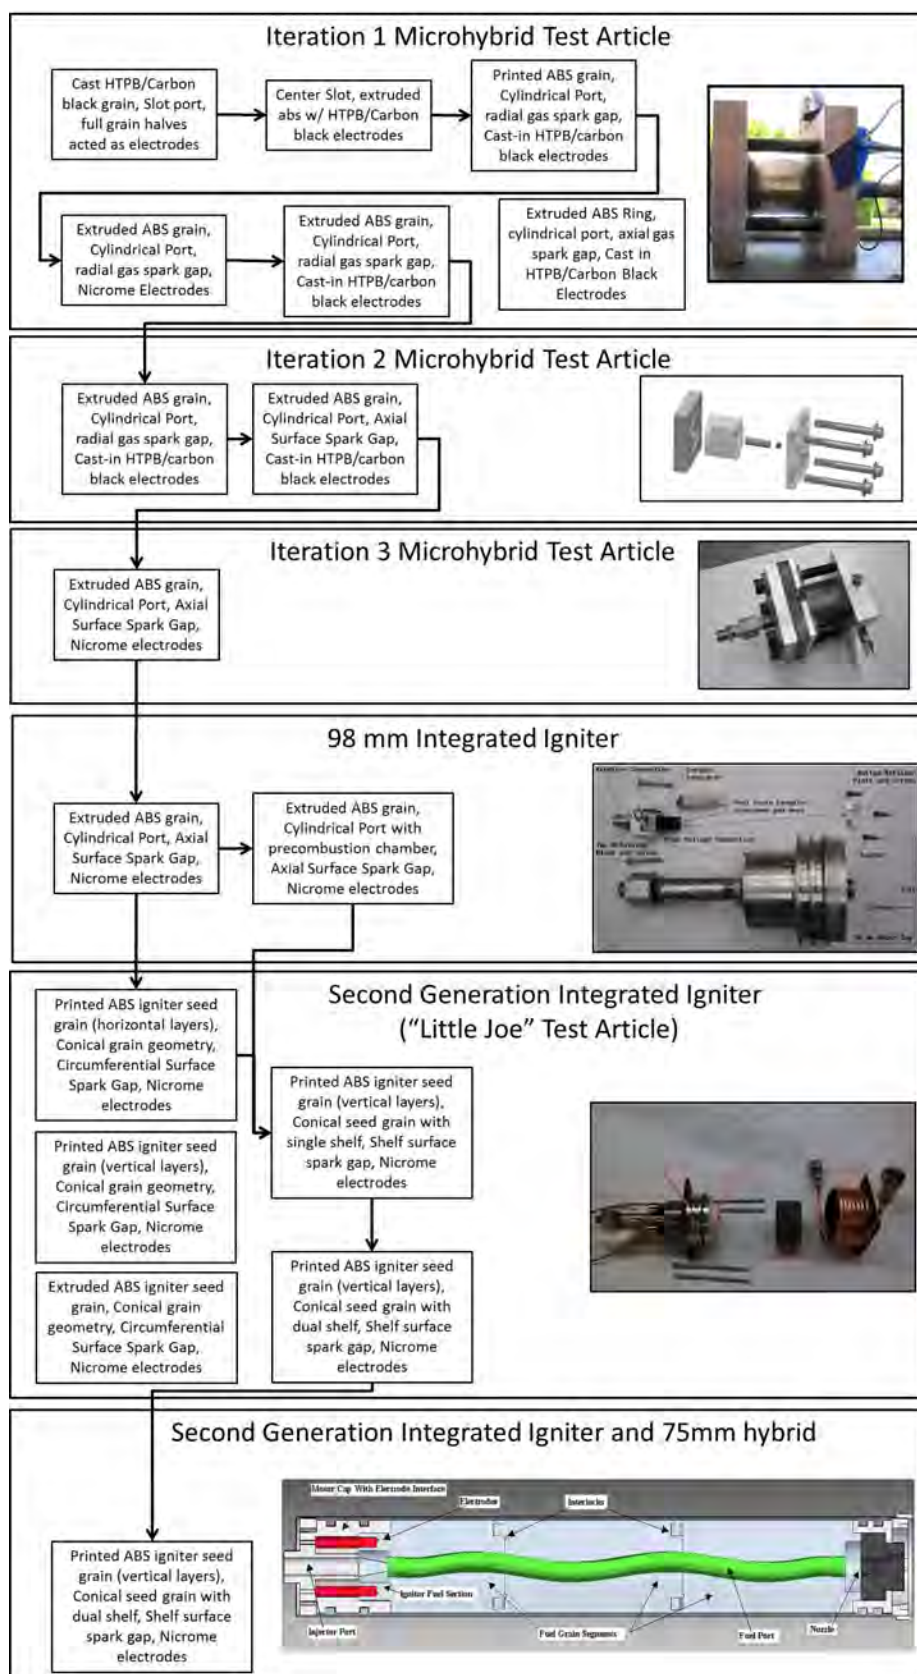 Iteration 1 Microhybrid Test Article
Cast HTPB/Carbon
black grain, Slot port,
full grain halves
acted as electrodes
Center Slot, extruded
abs w/ HTPB/Carbon
black electrodes
Printed ABS grain,
Cylindrical Port,
radial gas spark gap,
Cast-in HTPB/carbon
black electrodes
Extruded ABS grain,
Cylindrical Port,
radial gas spark gap,
Nicrome Electrodes
Extruded ABS grain,
Cylindrical Port,
radial gas spark gap,
Cast-in HTPB/carbon
black electrodes
Extruded ABS Ring,
cylindrical port, axial gas
spark gap, Cast in
HTPB/Carbon Black
Electrodes
Iteration 2 Microhybrid Test Article
Extruded ABS grain,
Cylindrical Port,
radial gas spark gap,
Cast-in HTPB/carbon
black electrodes
Extruded ABS grain,
Cylindrical Port, Axial
Surface Spark Gap,
Cast-in HTPB/carbon
black electrodes
Iteration 3 Microhybrid Test Article
Extruded ABS grain,
Cylindrical Port, Axial
Surface Spark Gap,
Nicrome electrodes
98 mm Integrated Igniter
Extruded ABS grain,
Cylindrical Port, Axial
Surface Spark Gap,
Nicrome electrodes
Extruded ABS grain,
Cylindrical Port with
precombustion chamber,
Axial Surface Spark Gap,
Nicrome electrodes
Second Generation Integrated Igniter
(“Little Joe” Test Article)
Printed ABS igniter seed
grain (horizontal layers),
Conical grain geometry,
Circumferential Surface
Spark Gap, Nicrome
electrodes
Printed ABS igniter seed
grain (vertical layers),
Conical seed grain with
single shelf, Shelf surface
spark gap, Nicrome
electrodes
Printed ABS igniter seed
grain (vertical layers),
Conical grain geometry,
Circumferential Surface
Spark Gap, Nicrome
electrodes
Extruded ABS igniter seed
grain, Conical grain
geometry, Circumferential
Surface Spark Gap,
Nicrome electrodes
Printed ABS igniter seed
grain (vertical layers),
Conical seed grain with
dual shelf, Shelf surface
spark gap, Nicrome
electrodes
Second Generation Integrated Igniter and 75mm hybrid
Motor Cap With Electrode Interface
Electrodes
Interlocks
Ignitor Fuel Section
Injector Port
Fuel Grain Segments
Fuel Port
Nozzle
Printed ABS igniter seed
grain (vertical layers),
Conical seed grain with
dual shelf, Shelf surface
spark gap, Nicrome
electrodes